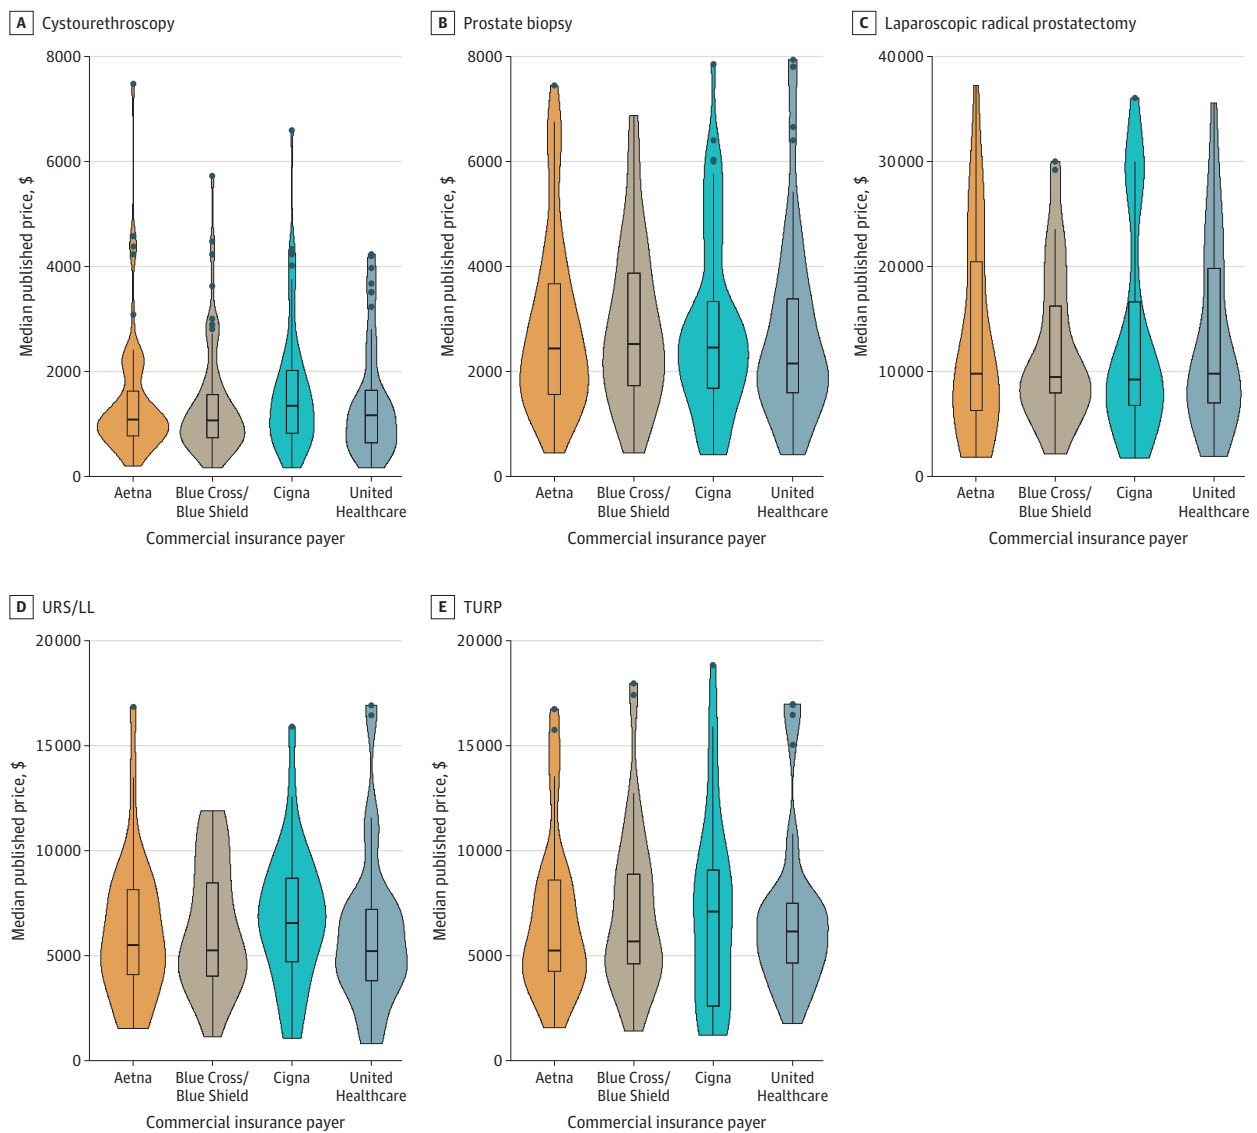 A Cystourethroscopy
8000
6000
4000
2000
0
Median published price, $
Aetna
Blue Cross/
Blue Shield
Cigna
United
Healthcare
Commercial insurance payer
B Prostate biopsy
8000
6000
4000
2000
0
Median published price, $
Aetna
Blue Cross/
Blue Shield
Cigna
United
Healthcare
Commercial insurance payer
C Laparoscopic radical prostatectomy
40000
30000
20000
10000
0
Median published price, $
Aetna
Blue Cross/
Blue Shield
Cigna
United
Healthcare
Commercial insurance payer
D URS/LL
20000
15000
10000
5000
0
Median published price, $
Aetna
Blue Cross/
Blue Shield
Cigna
United
Healthcare
Commercial insurance payer
E TURP
20000
15000
10000
5000
0
Median published price, $
Aetna
Blue Cross/
Blue Shield
Cigna
United
Healthcare
Commercial insurance payer